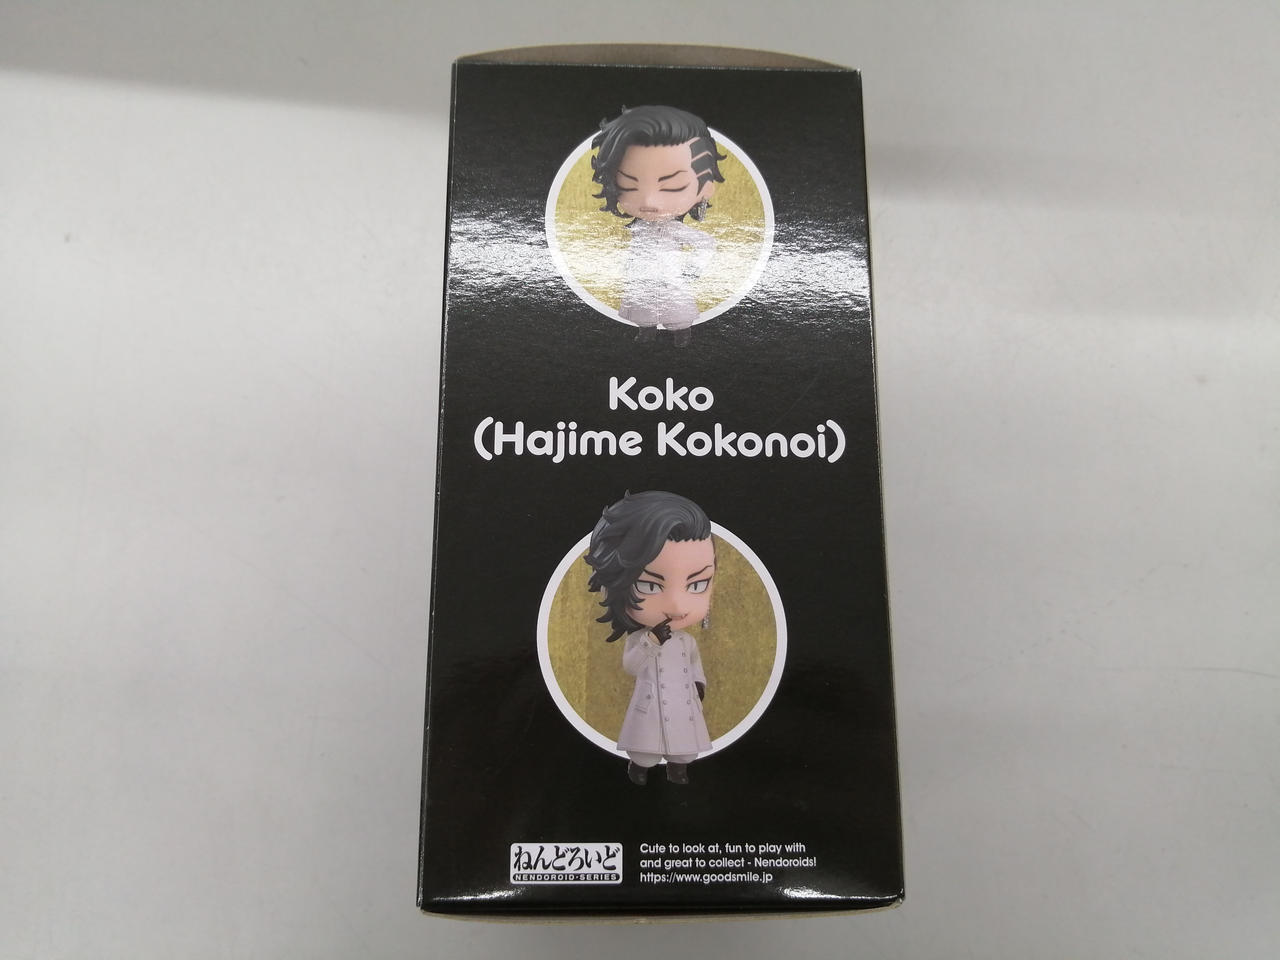 Koko
(Hajime Kokonoi)
ねんどろいど
NENDOROID・SERIES
Cute to look at, fun to play with
and great to collect - Nendoroids!
https://www.goodsmile.jp